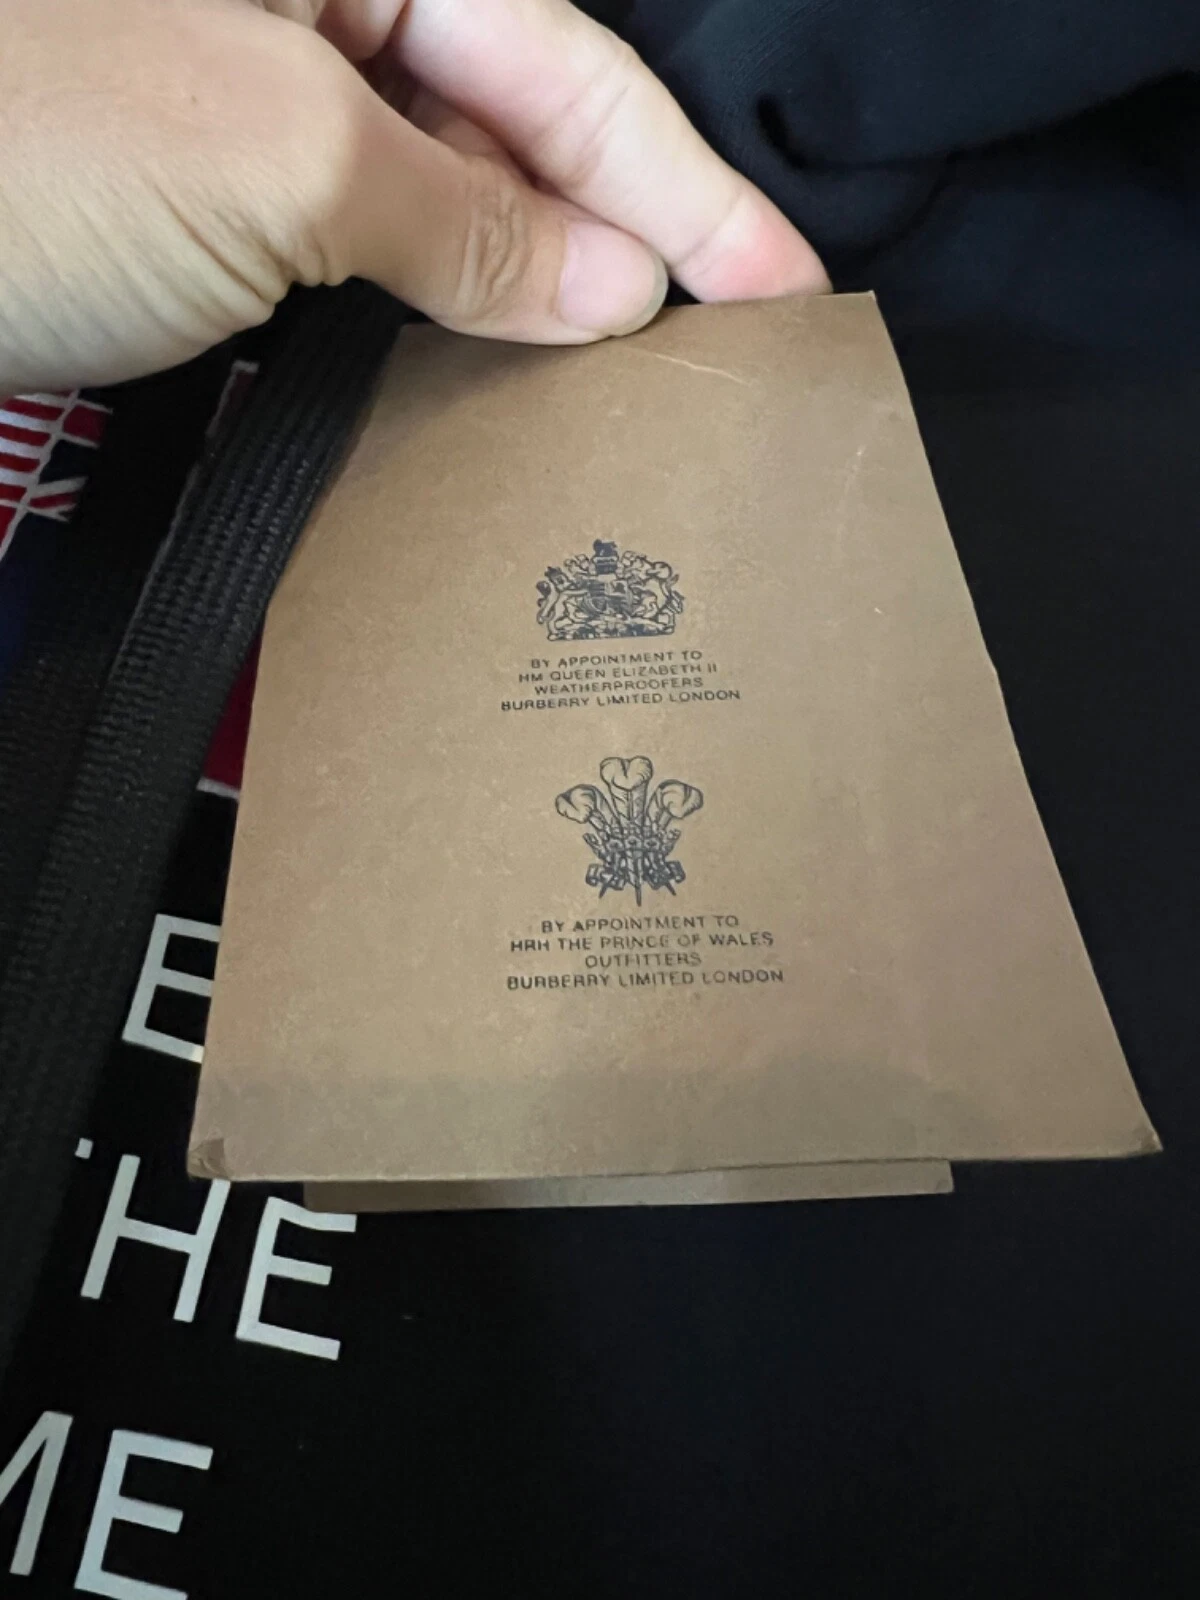 BY APPOINTMENT TO
HM QUEEN ELIZABETH II
WEATHERPROOFERS
BURBERRY LIMITED LONDON
BY APPOINTMENT TO
HRH THE PRINCE OF WALES
OUTFITTERS
BURBERRY LIMITED LONDON
E
THE
ME